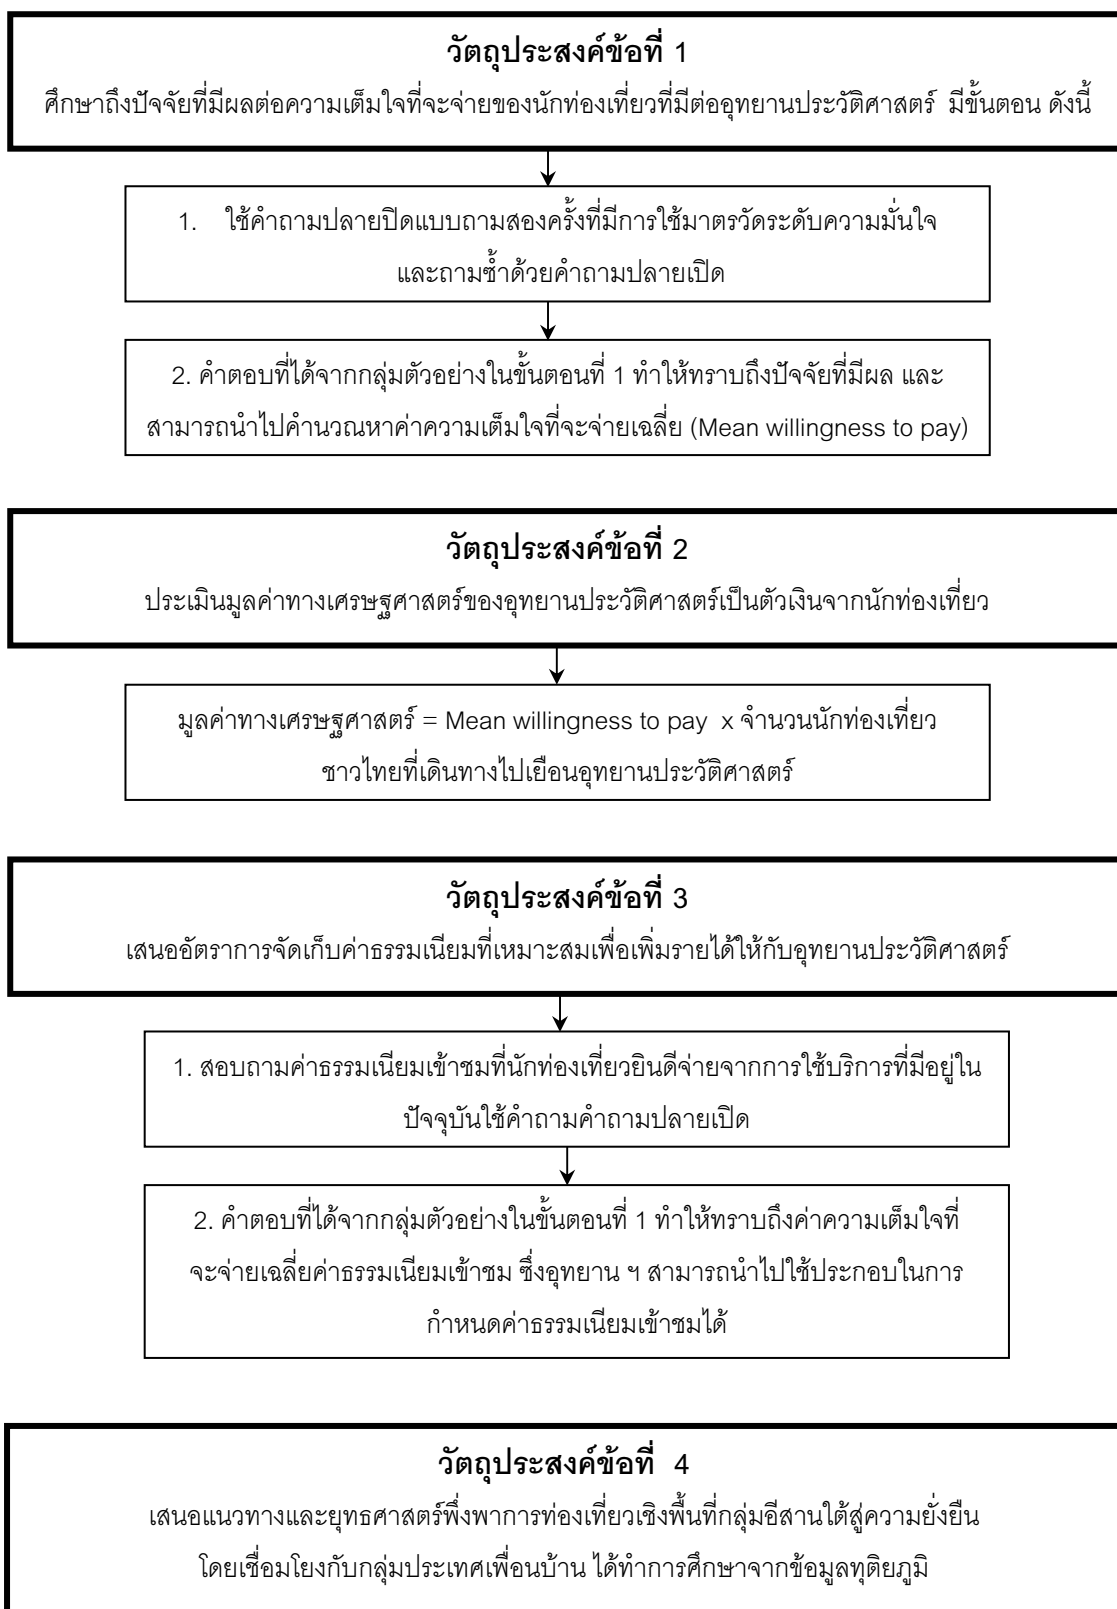 วัตถุประสงค์ข้อที่ 1
ศึกษาถึงปัจจัยที่มีผลต่อความเต็มใจที่จะจ่ายของนักท่องเที่ยวที่มีต่ออุทยานประวัติศาสตร์ มีขั้นตอน ดังนี้
1. ใช้คำถามปลายปิดแบบถามสองครั้งที่มีการใช้มาตรวัดระดับความมั่นใจ
และถามซ้ำด้วยคำถามปลายเปิด
2. คำตอบที่ได้จากกลุ่มตัวอย่างในขั้นตอนที่ 1 ทำให้ทราบถึงปัจจัยที่มีผล และ
สามารถนำไปคำนวณหาค่าความเต็มใจที่จะจ่ายเฉลี่ย (Mean willingness to pay)
วัตถุประสงค์ข้อที่ 2
ประเมินมูลค่าทางเศรษฐศาสตร์ของอุทยานประวัติศาสตร์เป็นตัวเงินจากนักท่องเที่ยว
มูลค่าทางเศรษฐศาสตร์ = Mean willingness to pay x จำนวนนักท่องเที่ยว
ชาวไทยที่เดินทางไปเยือนอุทยานประวัติศาสตร์
วัตถุประสงค์ข้อที่ 3
เสนออัตราการจัดเก็บค่าธรรมเนียมที่เหมาะสมเพื่อเพิ่มรายได้ให้กับอุทยานประวัติศาสตร์
1. สอบถามค่าธรรมเนียมเข้าชมที่นักท่องเที่ยวยินดีจ่ายจากการใช้บริการที่มีอยู่ใน
ปัจจุบันใช้คำถามคำถามปลายเปิด
2. คำตอบที่ได้จากกลุ่มตัวอย่างในขั้นตอนที่ 1 ทำให้ทราบถึงค่าความเต็มใจที่
จะจ่ายเฉลี่ยค่าธรรมเนียมเข้าชม ซึ่งอุทยาน ฯ สามารถนำไปใช้ประกอบในการ
กำหนดค่าธรรมเนียมเข้าชมได้
วัตถุประสงค์ข้อที่ 4
เสนอแนวทางและยุทธศาสตร์พึ่งพาการท่องเที่ยวเชิงพื้นที่กลุ่มอีสานใต้สู่ความยั่งยืน
โดยเชื่อมโยงกับกลุ่มประเทศเพื่อนบ้าน ได้ทำการศึกษาจากข้อมูลทุติยภูมิ